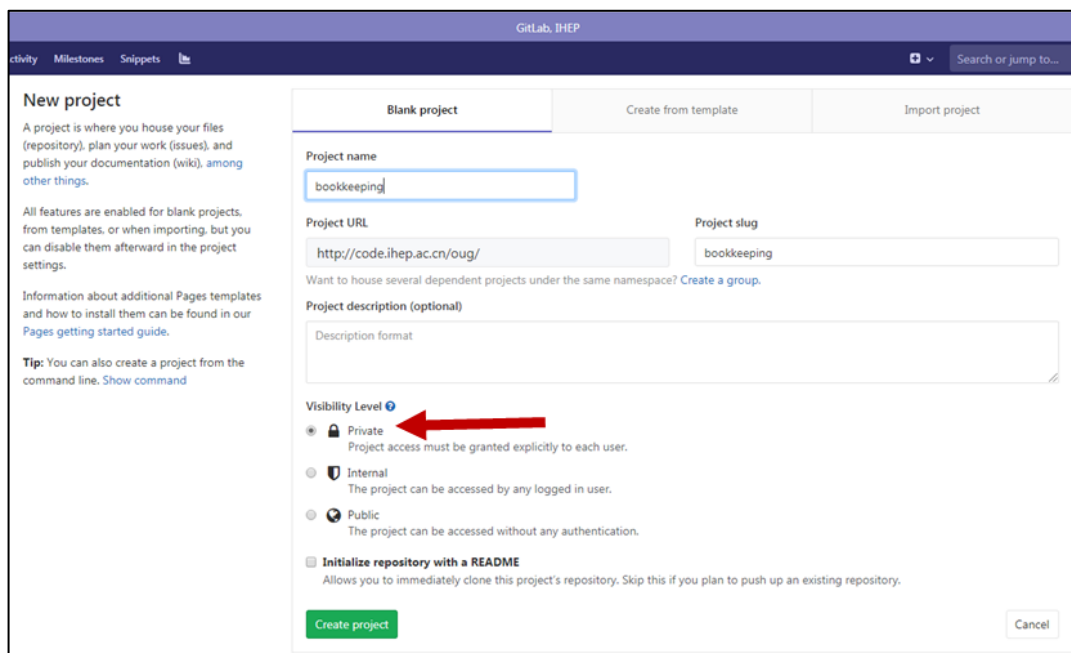 GitLab, IHEP
ctivity Milestones Snippets
Search or jump to...
New project
A project is where you house your files
(repository), plan your work (issues), and
publish your documentation (wiki), among
other things.
All features are enabled for blank projects,
from templates, or when importing, but you
can disable them afterward in the project
settings.
Information about additional Pages templates
and how to install them can be found in our
Pages getting started guide.
Tip: You can also create a project from the
command line. Show command
Blank project
Create from template
Import project
Project name
bookkeeping
Project URL
Project slug
http://code.ihep.ac.cn/oug/
bookkeeping
Want to house several dependent projects under the same namespace? Create a group.
Project description (optional)
Description format
Visibility Level
Private
Project access must be granted explicitly to each user.
Internal
The project can be accessed by any logged in user.
Public
The project can be accessed without any authentication.
Initialize repository with a README
Allows you to immediately clone this project's repository. Skip this if you plan to push up an existing repository.
Create project
Cancel